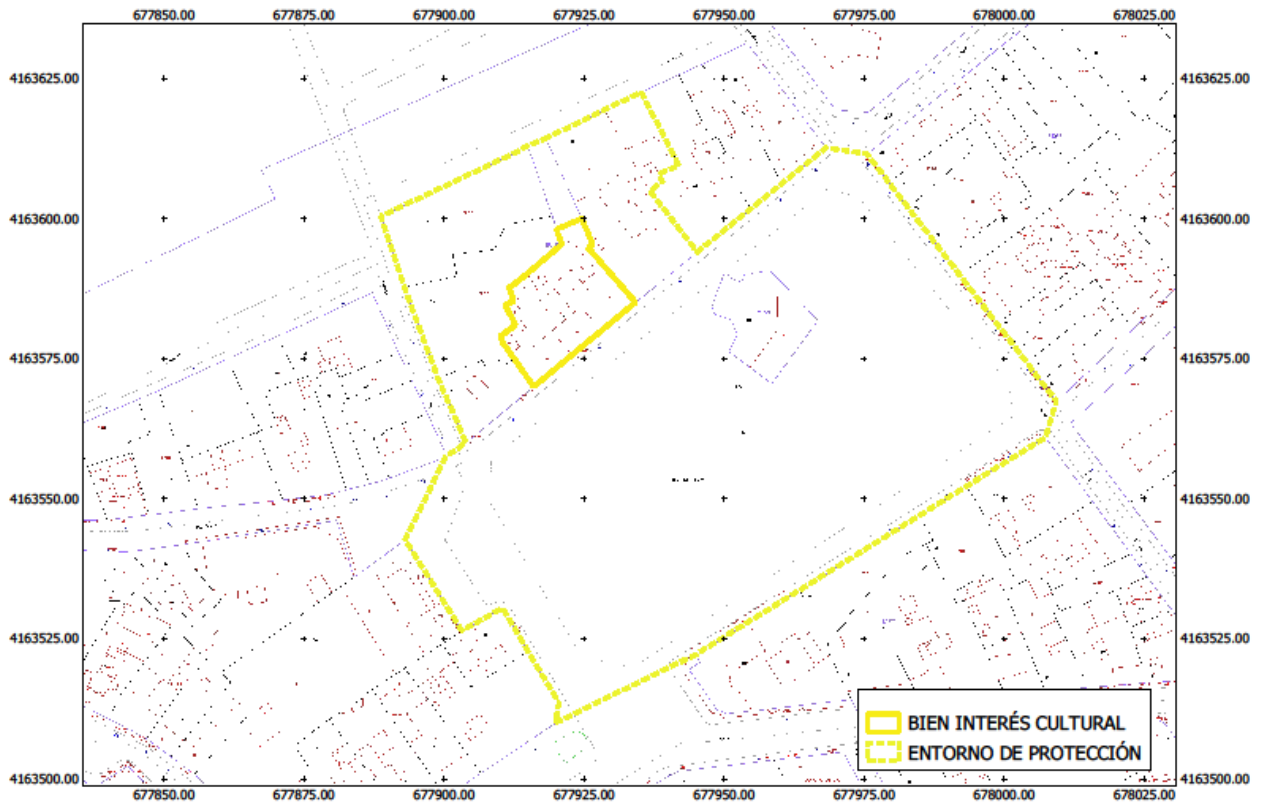 677850.00 677875.00 677900.00 677925.00 677950.00 677975.00 678000.00 678025.00
4163625.00 4163625.00
4163600.00 4163600.00
4163575.00 4163575.00
4163550.00 4163550.00
4163525.00 4163525.00
BIEN INTERÉS CULTURAL
ENTORNO DE PROTECCIÓN
4163500.00 4163500.00
677850.00 677875.00 677900.00 677925.00 677950.00 677975.00 678000.00 678025.00